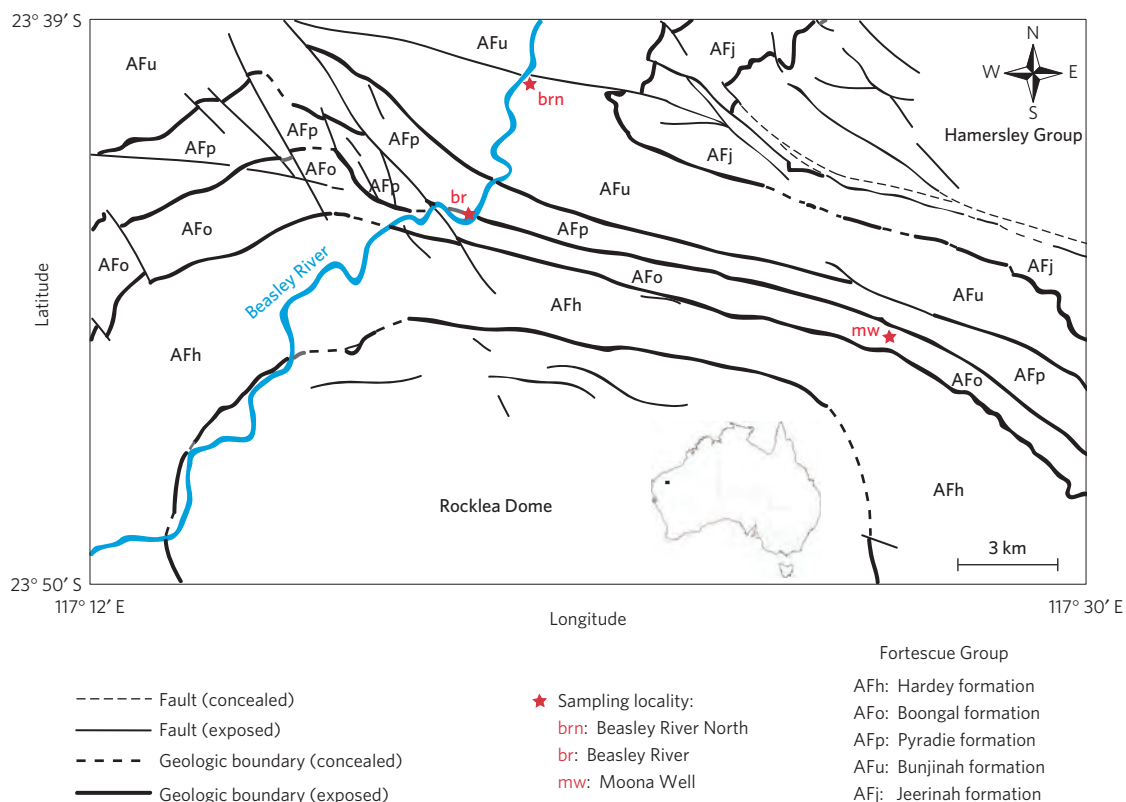 23° 39′ S
AFu
AFu
AFj
N
W E
S
brn
Hamersley Group
AFp
AFp
AFp
AFj
AFo
AFp
AFu
br
AFo
AFp
AFo
Beasley River
AFj
AFo
AFu
AFh
mw
AFh
AFp
AFo
AFh
Rocklea Dome
3 km
Latitude
23° 50′ S
117° 12′ E
117° 30′ E
Longitude
Fault (concealed)
Fault (exposed)
Geologic boundary (concealed)
Geologic boundary (exposed)
Sampling locality:
brn: Beasley River North
br: Beasley River
mw: Moona Well
Fortescue Group
AFh: Hardey formation
AFo: Boongal formation
AFp: Pyradie formation
AFu: Bunjinah formation
AFj: Jeerinah formation